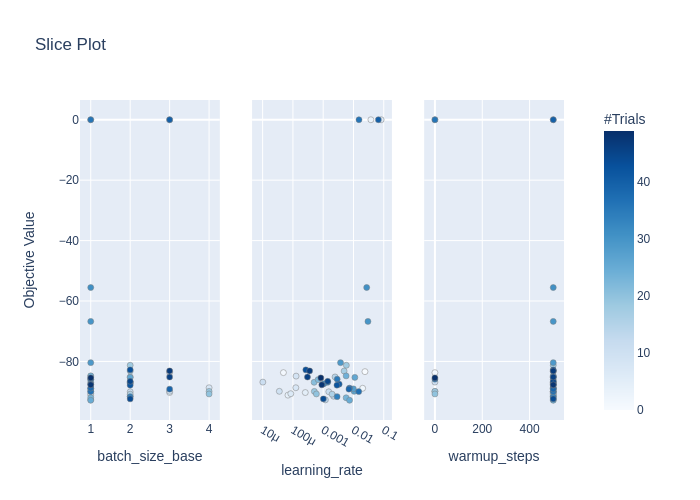 Slice Plot
Objective Value
0
−20
−40
−60
−80
1 2 3 4
batch_size_base
10μ 100μ 0.001 0.01 0.1
learning_rate
0 200 400
warmup_steps
#Trials
40
30
20
10
0